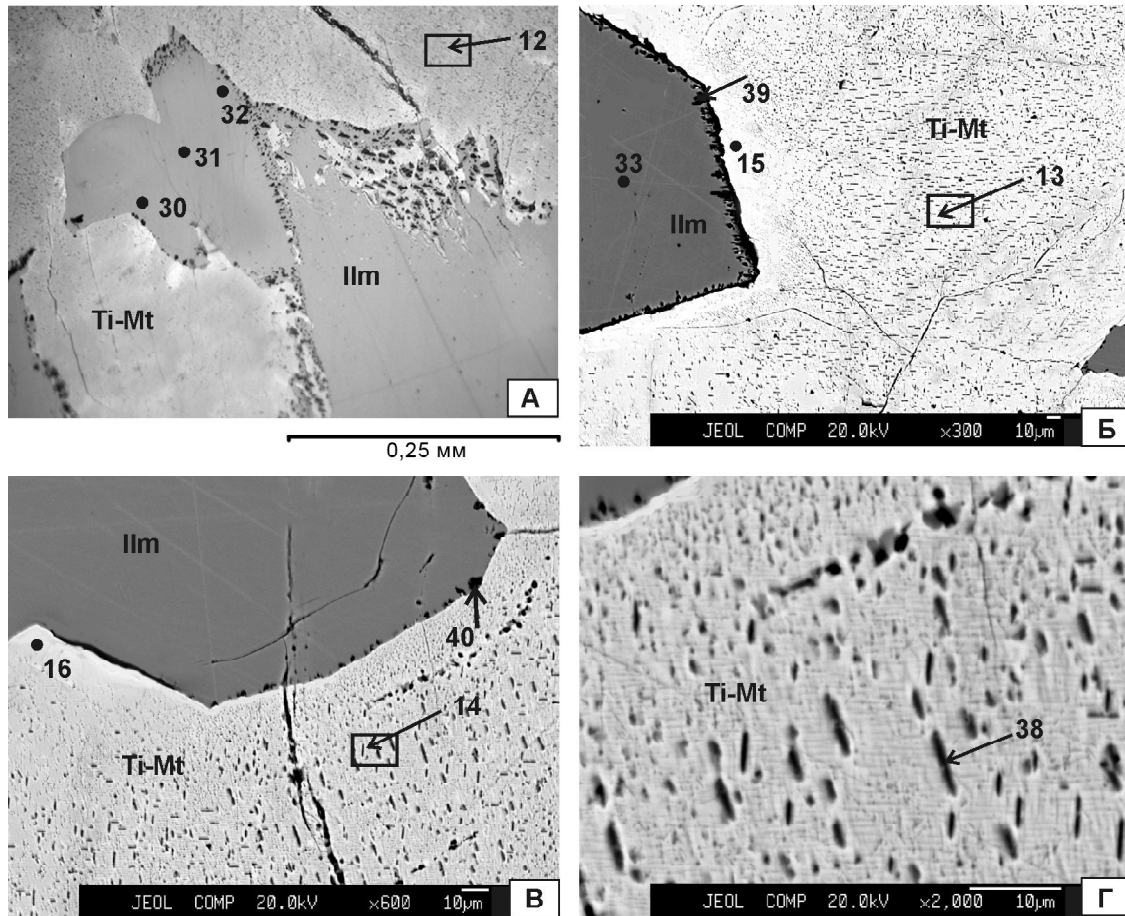 12
32
31
30
Ilm
Ti-Mt
А
0,25 мм
39
15
Ti-Mt
33
13
Ilm
JEOL COMP 20.0kV ×300 10µm Б
Ilm
40
16
14
Ti-Mt
JEOL COMP 20.0kV ×600 10µm В
Ti-Mt
38
JEOL COMP 20.0kV ×2,000 10µm Г